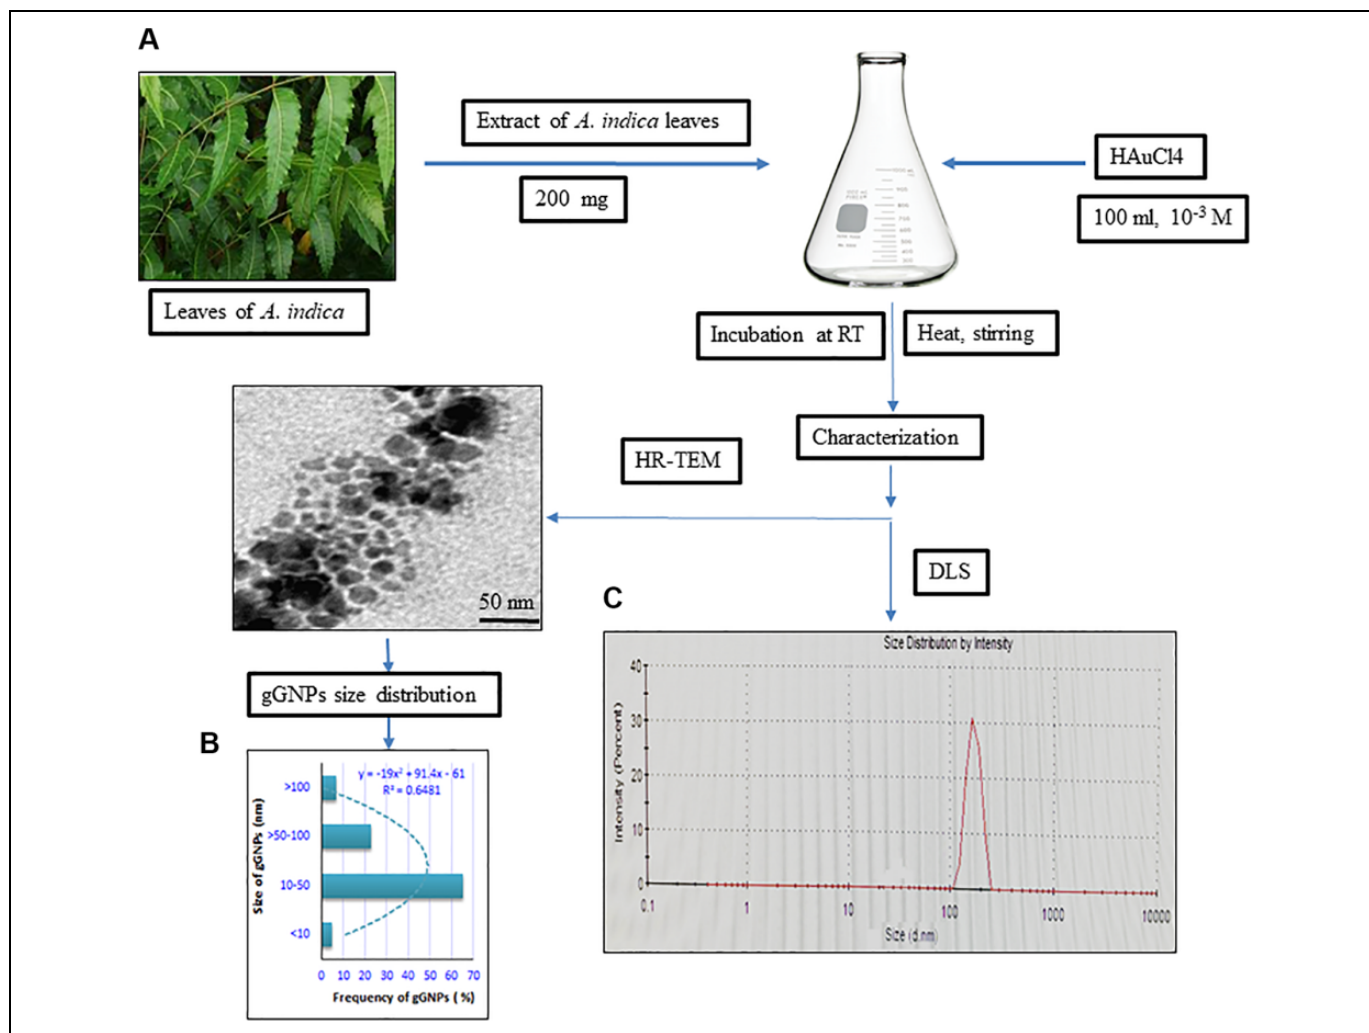 A
Extract of A. indica leaves
200 mg
HAuCl4
100 ml, 10⁻³ M
Leaves of A. indica
Incubation at RT
Heat, stirring
Characterization
HR-TEM
DLS
50 nm
gGNPs size distribution
B
y = -19x² + 91.4x - 61
R² = 0.6481
Size of gGNPs (nm)
>100
>50-100
10-50
<10
0 10 20 30 40 50 60 70
Frequency of gGNPs ( %)
C
Size Distribution by Intensity
Intensity (Percent)
40
30
20
10
0
0.1 1 10 100 1000 10000
Size (d.nm)